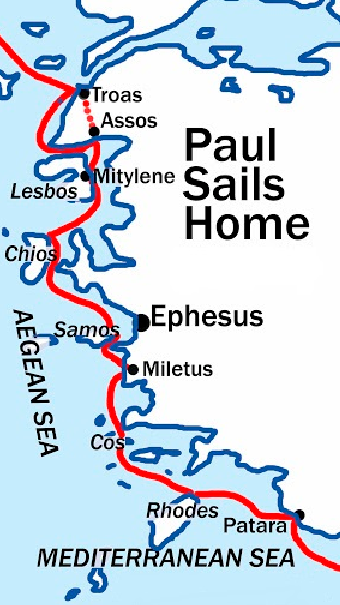 Troas
Assos
Paul
Sails
Home
Mitylene
Lesbos
Chios
Ephesus
Samos
Miletus
AEGEAN SEA
Cos
Rhodes
Patara
MEDITERRANEAN SEA